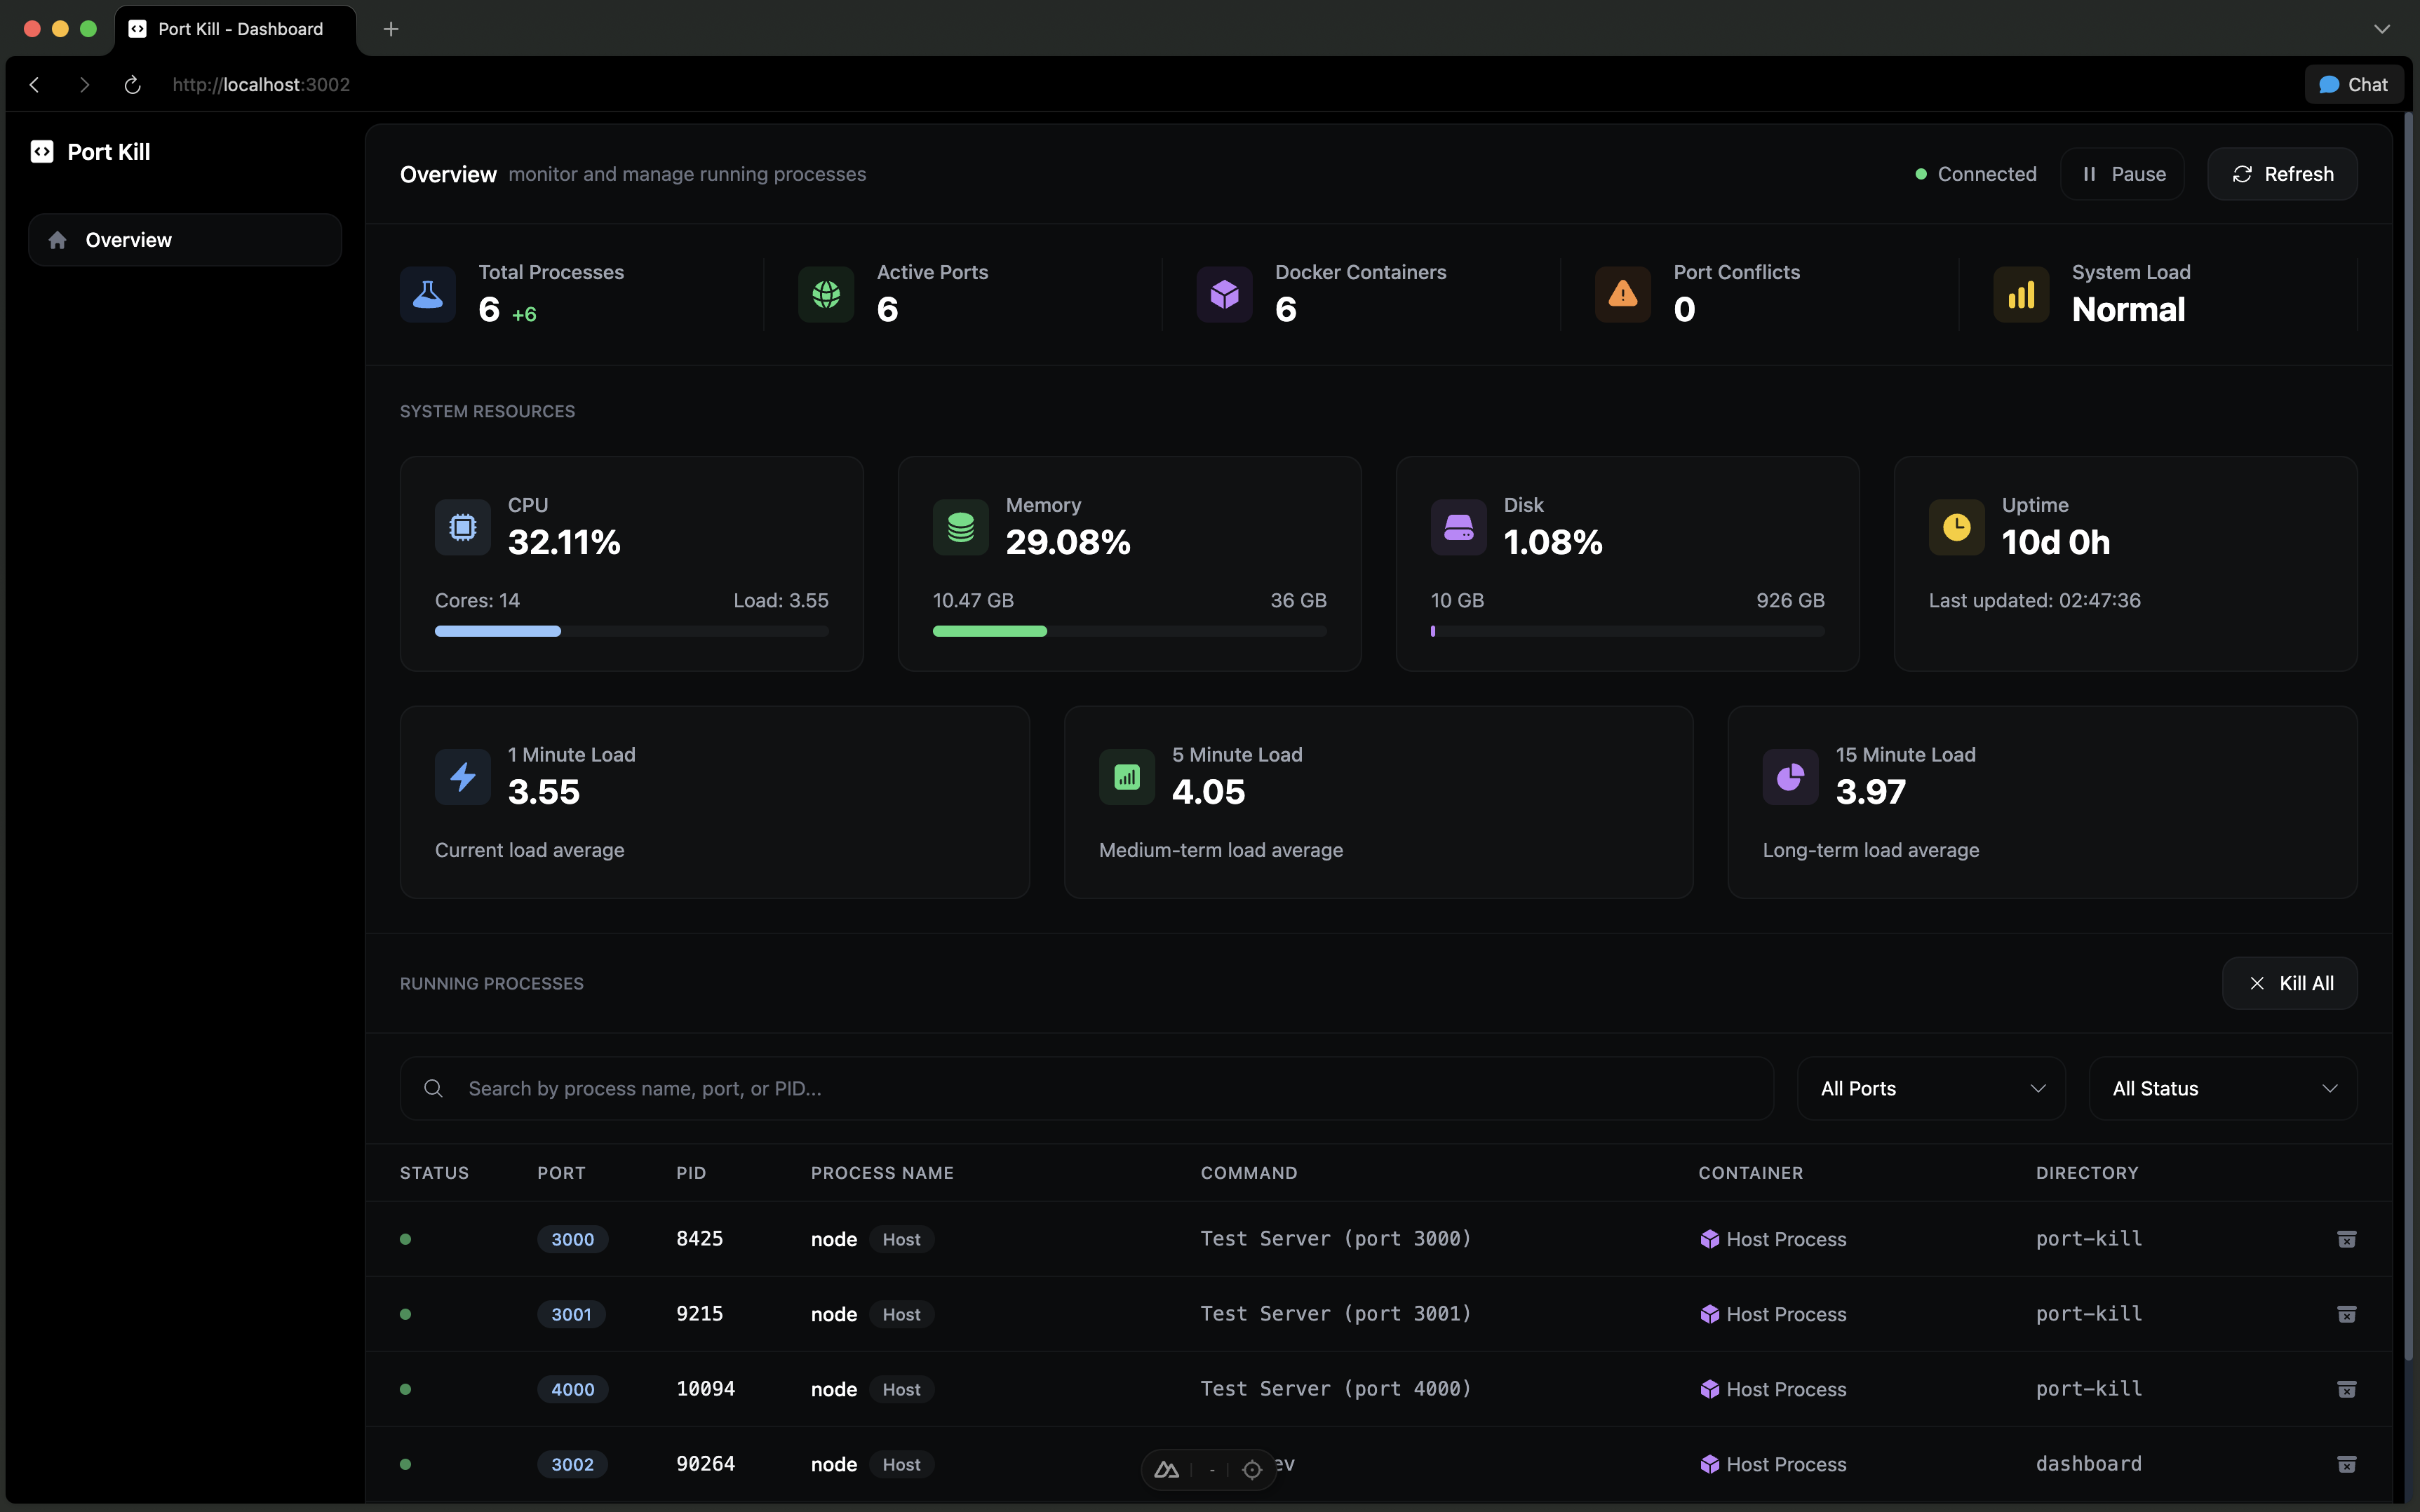 Port Kill - Dashboard
http://localhost:3002
Chat
Port Kill
Overview
Overview monitor and manage running processes
Connected
Pause
Refresh
Total Processes
6 +6
Active Ports
6
Docker Containers
6
Port Conflicts
0
System Load
Normal
SYSTEM RESOURCES
CPU
32.11%
Cores: 14 Load: 3.55
Memory
29.08%
10.47 GB 36 GB
Disk
1.08%
10 GB 926 GB
Uptime
10d 0h
Last updated: 02:47:36
1 Minute Load
3.55
Current load average
5 Minute Load
4.05
Medium-term load average
15 Minute Load
3.97
Long-term load average
RUNNING PROCESSES
Kill All
Search by process name, port, or PID...
All Ports
All Status
STATUS PORT PID PROCESS NAME COMMAND CONTAINER DIRECTORY
3000 8425 node Host Test Server (port 3000) Host Process port-kill
3001 9215 node Host Test Server (port 3001) Host Process port-kill
4000 10094 node Host Test Server (port 4000) Host Process port-kill
3002 90264 node Host Host Process dashboard